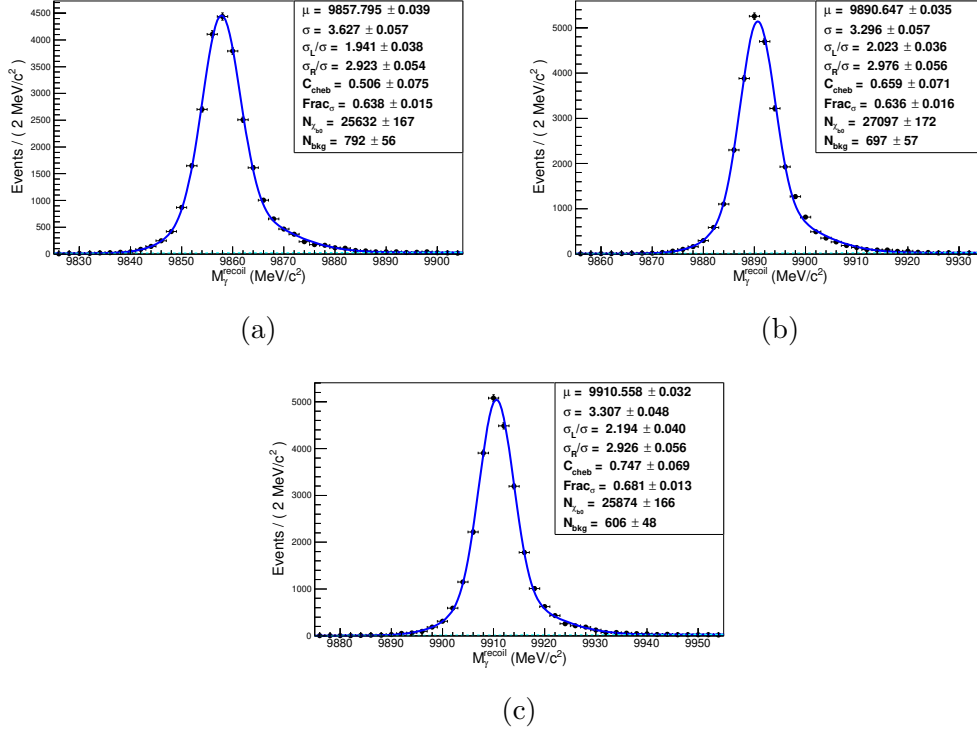 μ = 9857.795 ± 0.039
σ = 3.627 ± 0.057
σ_L/σ = 1.941 ± 0.038
σ_R/σ = 2.923 ± 0.054
C_cheb = 0.506 ± 0.075
Frac_σ = 0.638 ± 0.015
N_χb0 = 25632 ± 167
N_bkg = 792 ± 56
Events / ( 2 MeV/c²)
4500
4000
3500
3000
2500
2000
1500
1000
500
0
9830 9840 9850 9860 9870 9880 9890 9900
M_γ^recoil (MeV/c²)
(a)
μ = 9890.647 ± 0.035
σ = 3.296 ± 0.057
σ_L/σ = 2.023 ± 0.036
σ_R/σ = 2.976 ± 0.056
C_cheb = 0.659 ± 0.071
Frac_σ = 0.636 ± 0.016
N_χb0 = 27097 ± 172
N_bkg = 697 ± 57
Events / ( 2 MeV/c²)
5000
4000
3000
2000
1000
0
9860 9870 9880 9890 9900 9910 9920 9930
M_γ^recoil (MeV/c²)
(b)
μ = 9910.558 ± 0.032
σ = 3.307 ± 0.048
σ_L/σ = 2.194 ± 0.040
σ_R/σ = 2.926 ± 0.056
C_cheb = 0.747 ± 0.069
Frac_σ = 0.681 ± 0.013
N_χb0 = 25874 ± 166
N_bkg = 606 ± 48
Events / ( 2 MeV/c²)
5000
4000
3000
2000
1000
0
9880 9890 9900 9910 9920 9930 9940 9950
M_γ^recoil (MeV/c²)
(c)